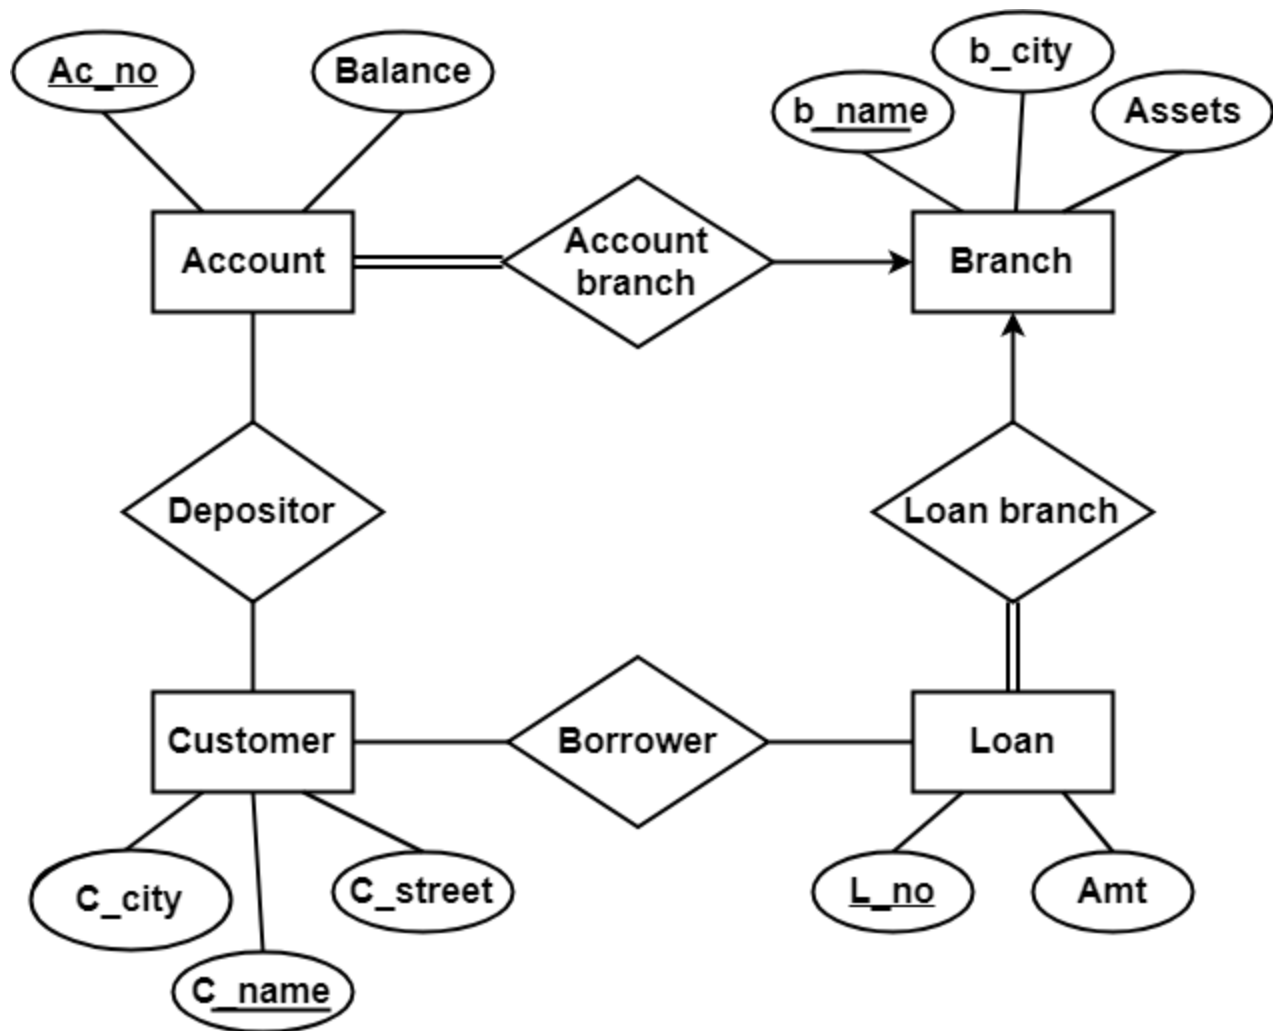 b_city
Ac_no
Balance
b_name
Assets
Account
Account
branch
Branch
Depositor
Loan branch
Customer
Borrower
Loan
C_city
C_street
L_no
Amt
C_name